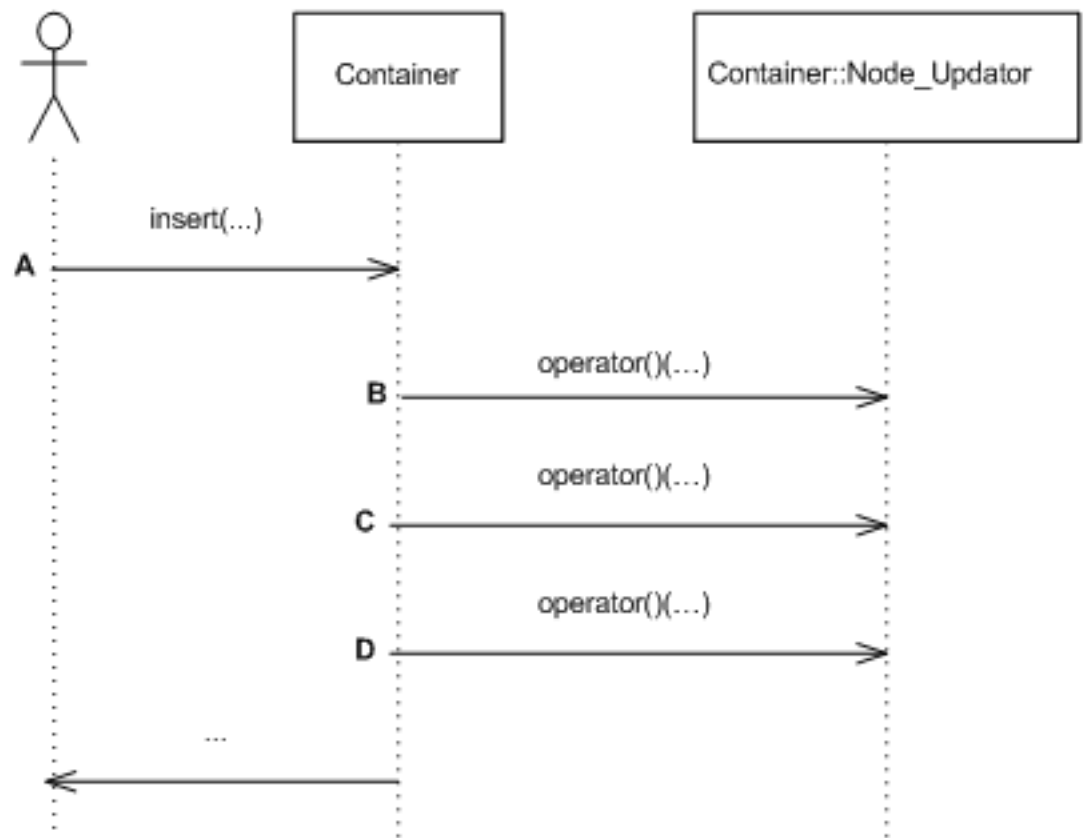 Container
Container::Node_Updator
insert(...)
A
operator()(...)
B
operator()(...)
C
operator()(...)
D
...